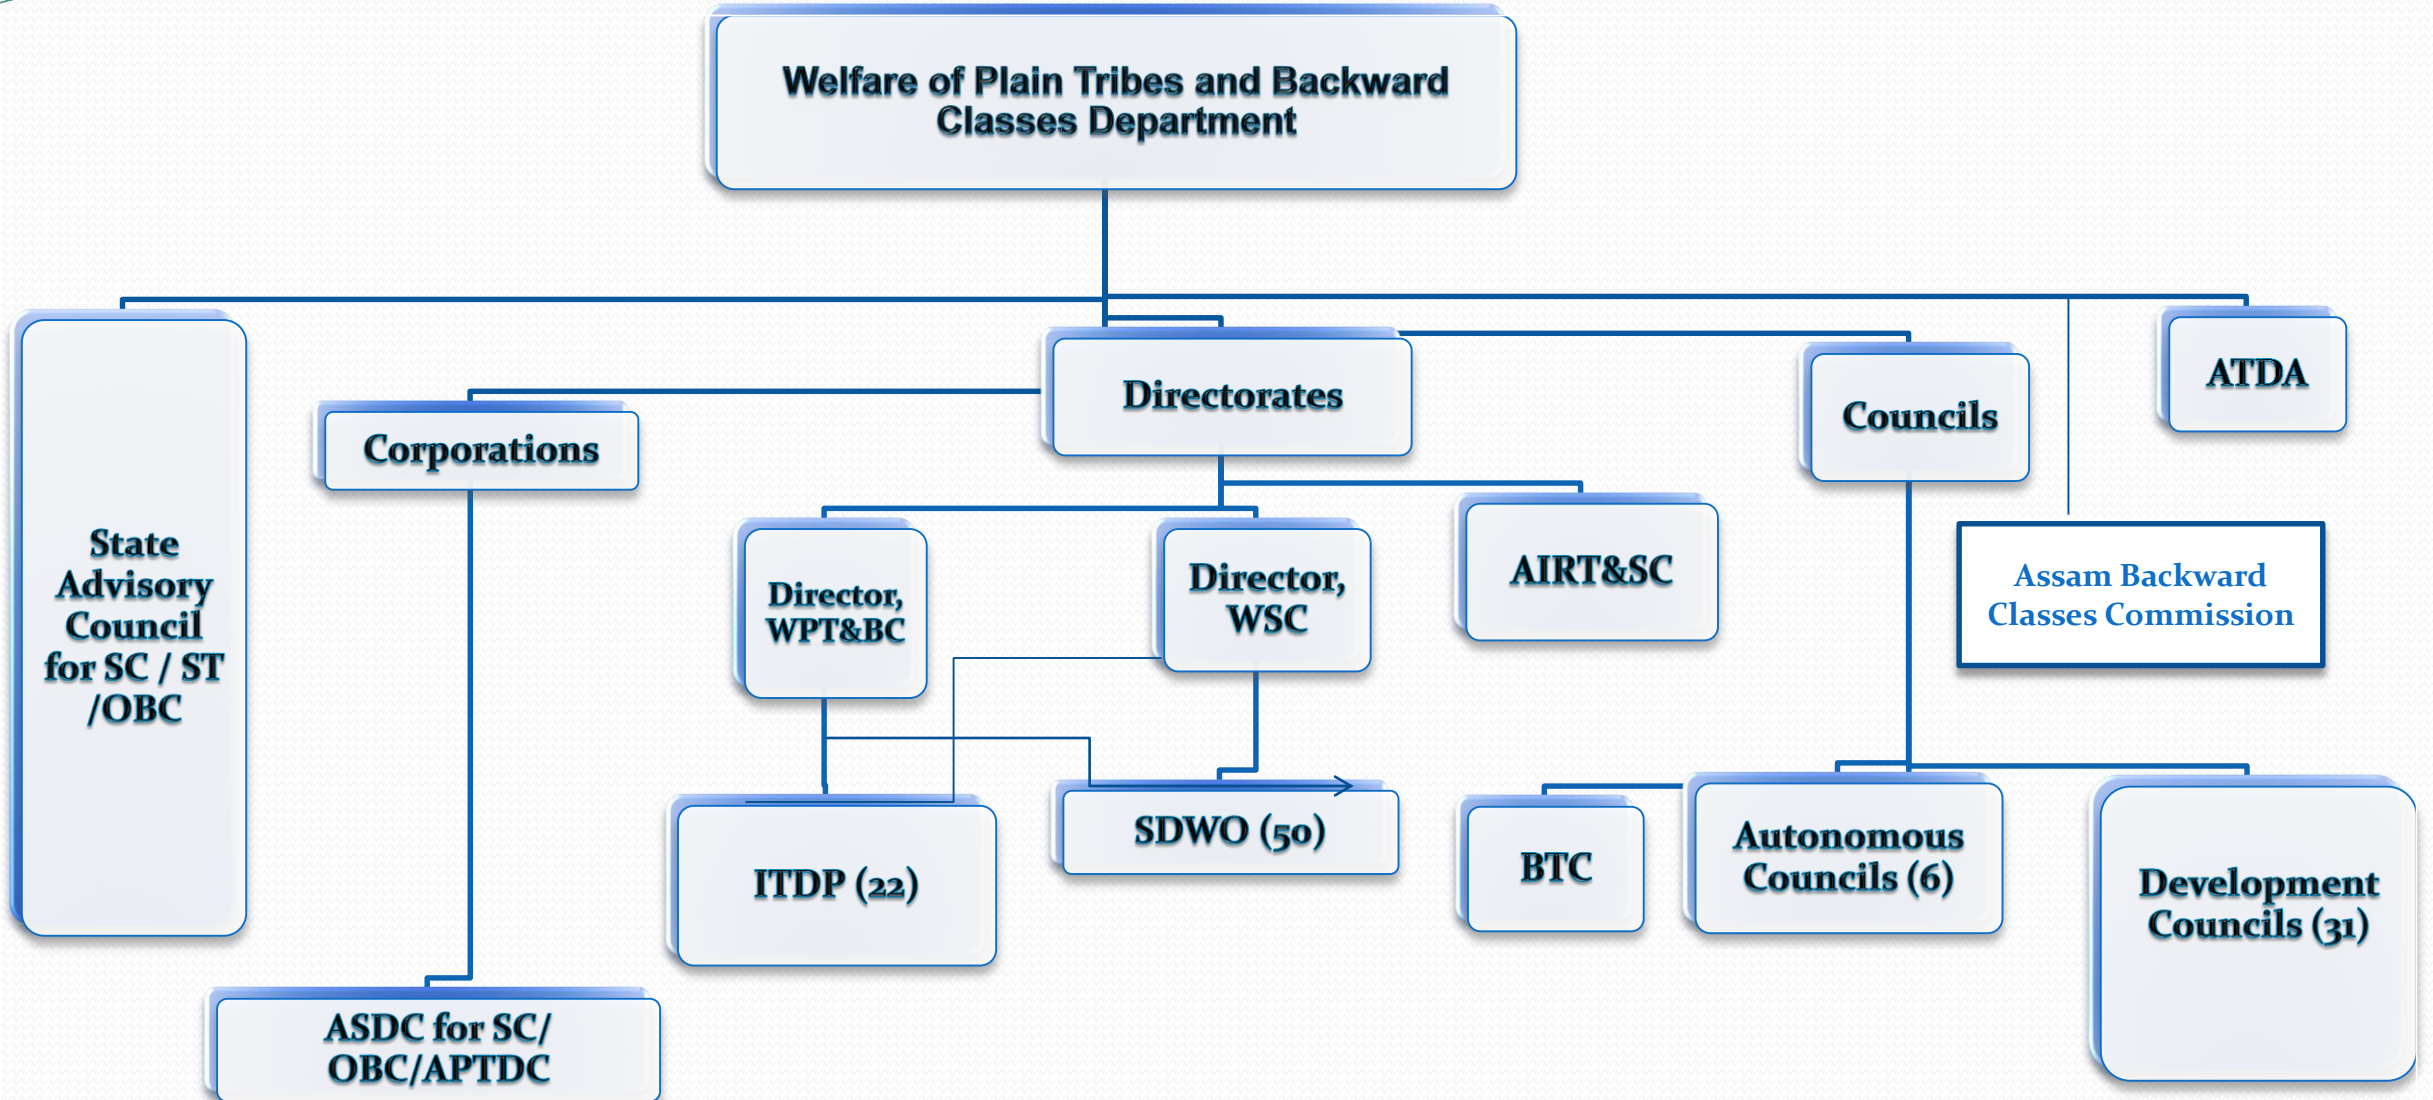 Welfare of Plain Tribes and Backward
Classes Department
State
Advisory
Council
for SC / ST
/OBC
Corporations
Directorates
Councils
ATDA
Director,
WPT&BC
Director,
WSC
AIRT&SC
Assam Backward
Classes Commission
ITDP (22)
SDWO (50)
BTC
Autonomous
Councils (6)
Development
Councils (31)
ASDC for SC/
OBC/APTDC